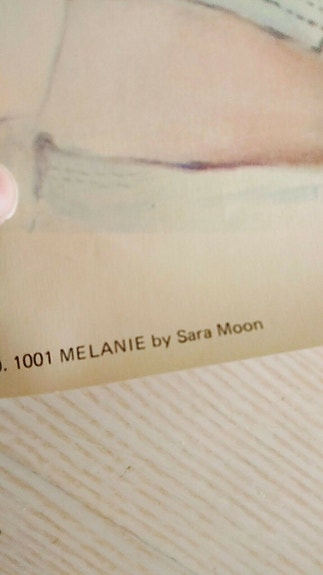 . 1001 MELANIE by Sara Moon